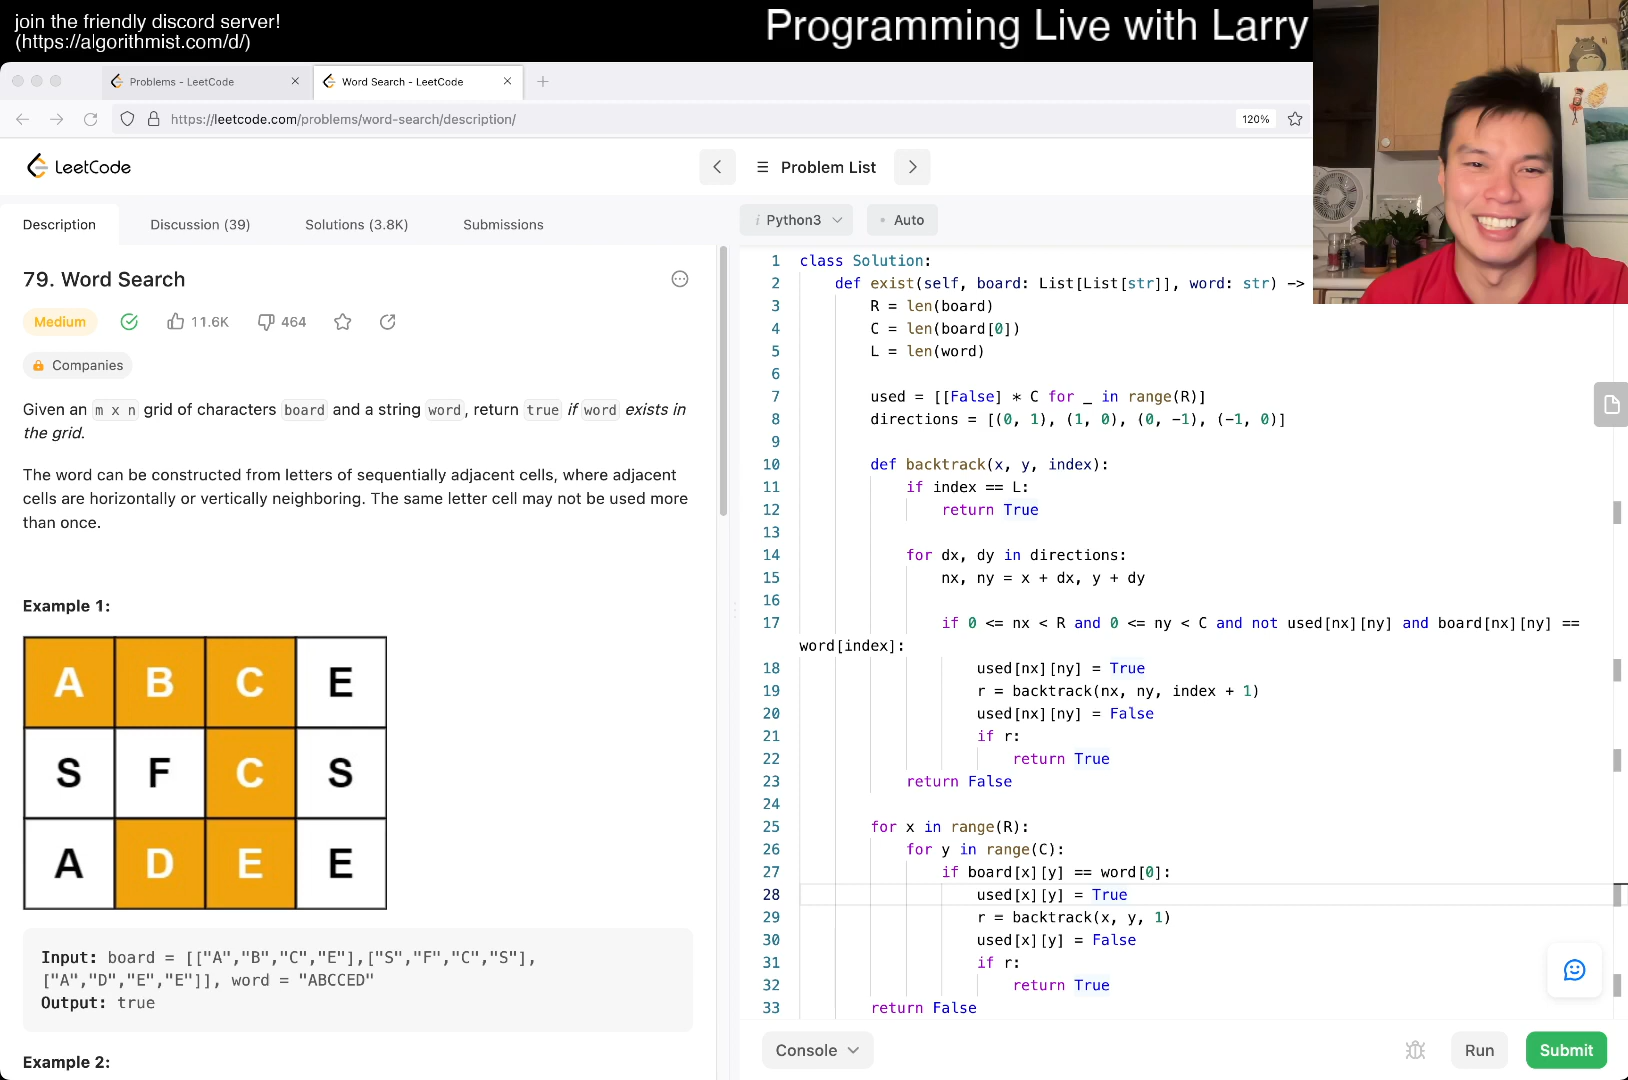 join the friendly discord server!
(https://algorithmist.com/d/)
Programming Live with Larry
Problems - LeetCode
Word Search - LeetCode
https://leetcode.com/problems/word-search/description/
120%
LeetCode
Problem List
Description
Discussion (39)
Solutions (3.8K)
Submissions
i Python3
Auto
79. Word Search
Medium
11.6K
464
Companies
Given an m x n grid of characters board and a string word, return true if word exists in
the grid.
The word can be constructed from letters of sequentially adjacent cells, where adjacent
cells are horizontally or vertically neighboring. The same letter cell may not be used more
than once.
Example 1:
A B C E
S F C S
A D E E
Input: board = [["A","B","C","E"],["S","F","C","S"],
["A","D","E","E"]], word = "ABCCED"
Output: true
Example 2:
1 class Solution:
2 def exist(self, board: List[List[str]], word: str) ->
3 R = len(board)
4 C = len(board[0])
5 L = len(word)
6
7 used = [[False] * C for _ in range(R)]
8 directions = [(0, 1), (1, 0), (0, -1), (-1, 0)]
9
10 def backtrack(x, y, index):
11 if index == L:
12 return True
13
14 for dx, dy in directions:
15 nx, ny = x + dx, y + dy
16
17 if 0 <= nx < R and 0 <= ny < C and not used[nx][ny] and board[nx][ny] ==
word[index]:
18 used[nx][ny] = True
19 r = backtrack(nx, ny, index + 1)
20 used[nx][ny] = False
21 if r:
22 return True
23 return False
24
25 for x in range(R):
26 for y in range(C):
27 if board[x][y] == word[0]:
28 used[x][y] = True
29 r = backtrack(x, y, 1)
30 used[x][y] = False
31 if r:
32 return True
33 return False
Console
Run
Submit